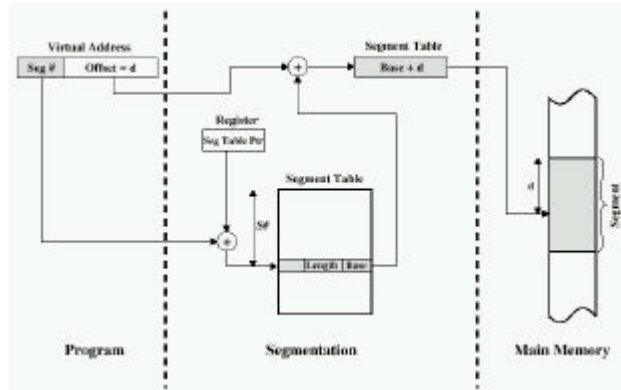 Virtual Address
Seg # Offset = d
Segment Table
Base + d
+
Register
Seg Table Ptr
Segment Table
S#
+
Length Base
d
Segment
Program
Segmentation
Main Memory